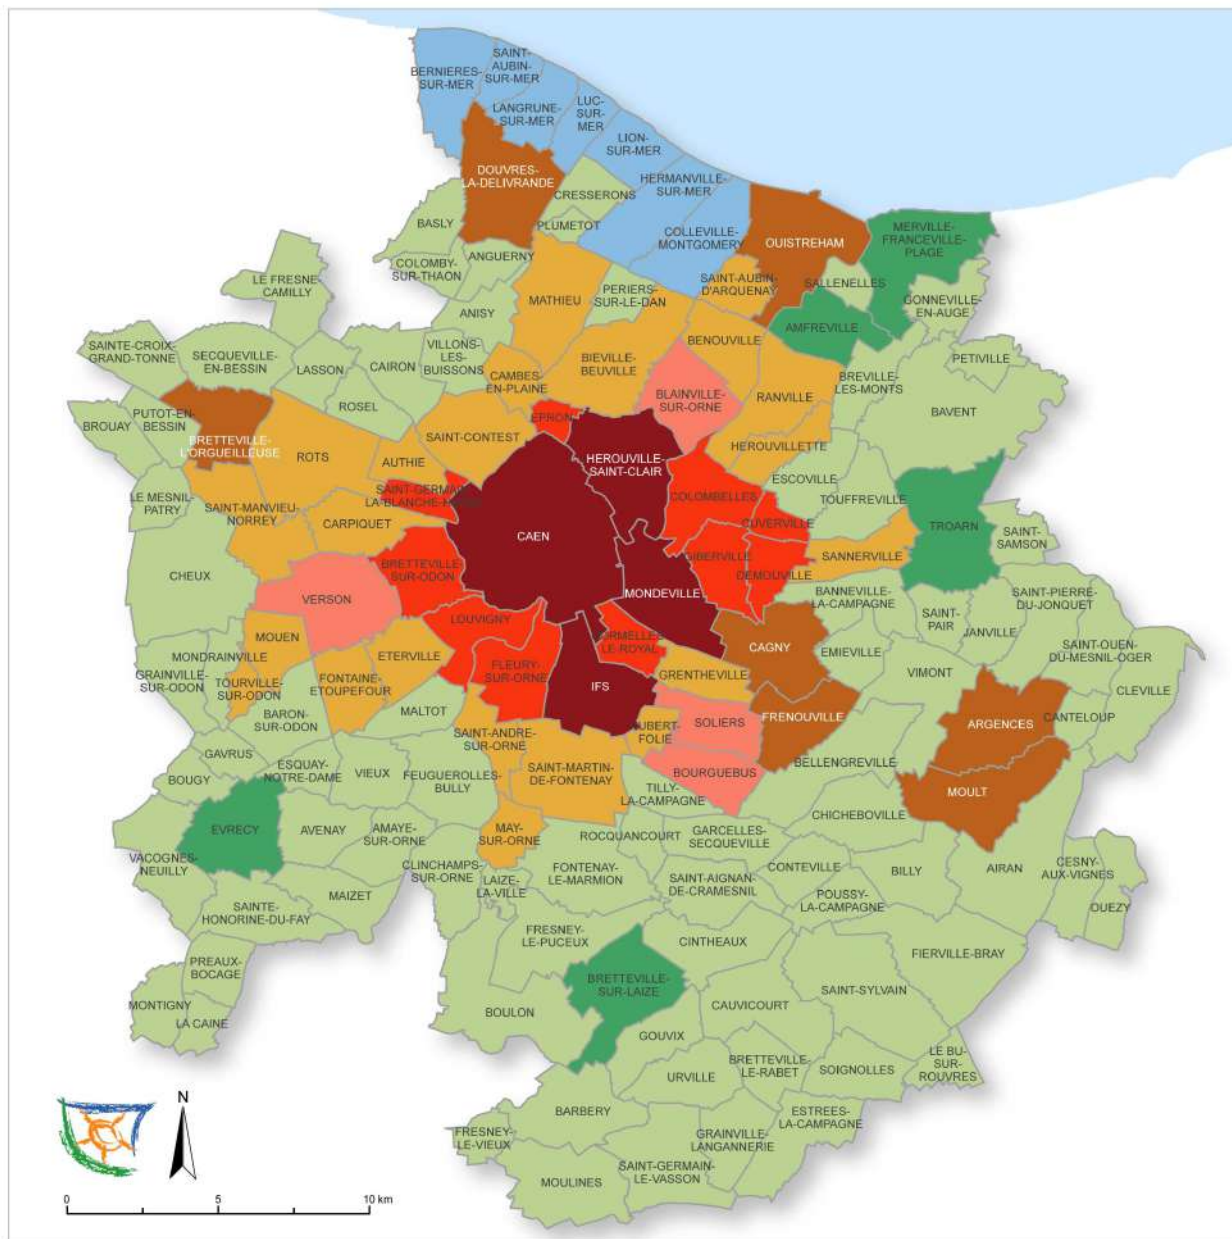 BERNIERES-
SUR-MER
SAINT-
AUBIN-
SUR-MER
LANGRUNE-
SUR-MER
LUC-
SUR-
MER
LION-
SUR-MER
HERMANVILLE-
SUR-MER
COLLEVILLE-
MONTGOMERY
DOUVRES-
LA-DELIVRANDE
CRESSERONS
PLUMETOT
BASLY
ANGUERNY
COLOMBY-
SUR-THAON
OUISTREHAM
MERVILLE-
FRANCEVILLE-
PLAGE
SALLENELLES
GONNEVILLE-
EN-AUGE
SAINT-AUBIN-
D'ARQUENAY
PERIERS-
SUR-LE-DAN
MATHIEU
LE FRESNE-
CAMILLY
ANISY
AMFREVILLE
BENOUVILLE
SAINTE-CROIX-
GRAND-TONNE
SECQUEVILLE-
EN-BESSIN
LASSON
CAIRON
VILLONS-
LES-
BUISSONS
CAMBES-
EN-PLAINE
BIEVILLE-
BEUVILLE
BLAINVILLE-
SUR-ORNE
RANVILLE
BREVILLE-
LES-MONTS
PETIVILLE
BAVENT
ROSEL
PUTOT-EN-
BESSIN
BROUAY
BRETTEVILLE-
L'ORGUEILLEUSE
ROTS
AUTHIE
SAINT-CONTEST
EPRON
HEROUVILLE-
SAINT-CLAIR
HEROUVILLETTE
ESCOVILLE
TOUFFREVILLE
LE MESNIL-
PATRY
SAINT-MANVIEU-
NORREY
CARPIQUET
SAINT-GERMA
LA-BLANCHE-H
COLOMBELLES
CUVERVILLE
TROARN
SAINT-
SAMSON
CAEN
BRETTEVILLE-
SUR-ODON
GIBERVILLE
DEMOUVILLE
SANNERVILLE
CHEUX
VERSON
MONDEVILLE
BANNEVILLE-
LA-CAMPAGNE
SAINT-
PAIR
JANVILLE
SAINT-PIERRE-
DU-JONQUET
SAINT-OUEN-
DU-MESNIL-OGER
CLEVILLE
LOUVIGNY
FLEURY-
SUR-ORNE
ORMELLES
LE-ROYAL
CAGNY
EMIEVILLE
VIMONT
MOUEN
MONDRAINVILLE
GRAINVILLE-
SUR-ODON
TOURVILLE-
SUR-ODON
FONTAINE-
ETOUPEFOUR
ETERVILLE
IFS
GRENTHEVILLE
FRENOUVILLE
ARGENCES
CANTELOUP
BARON-
SUR-ODON
MALTOT
SAINT-ANDRE-
SUR-ORNE
UBERT-
FOLIE
SOLIERS
BOURGUEBUS
BELLENGREVILLE
MOULT
GAVRUS
BOUGY
ESQUAY-
NOTRE-DAME
VIEUX
FEUGUEROLLES-
BULLY
SAINT-MARTIN-
DE-FONTENAY
TILLY-
LA-CAMPAGNE
CHICHEBOVILLE
EVRECY
AVENAY
AMAYE-
SUR-ORNE
MAY-
SUR-ORNE
ROCQUANCOURT
GARCELLES-
SECQUEVILLE
VACOGNES-
NEUILLY
CLINCHAMPS-
SUR-ORNE
LAIZE-
LA-VILLE
FONTENAY-
LE-MARMION
SAINT-AIGNAN-
DE-CRAMESNIL
CONTEVILLE
BILLY
AIRAN
CESNY-
AUX-VIGNES
OUEZY
MAIZET
POUSSY-
LA-CAMPAGNE
SAINTE-
HONORINE-DU-FAY
FRESNEY-
LE-PUCEUX
CINTHEAUX
FIERVILLE-BRAY
PREAUX-
BOCAGE
BRETTEVILLE-
SUR-LAIZE
SAINT-SYLVAIN
MONTIGNY
LA CAINE
BOULON
CAUVICOURT
GOUVIX
URVILLE
BRETTEVILLE-
LE-RABET
SOIGNOLLES
LE BU-
SUR-
ROUVRES
BARBERY
ESTREES-
LA-CAMPAGNE
FRESNEY-
LE-VIEUX
GRAINVILLE-
LANGANNERIE
MOULINES
SAINT-GERMAIN-
LE-VASSON
N
0 5 10 km